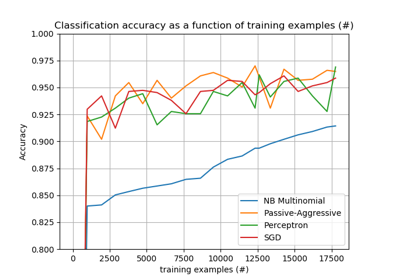 Classification accuracy as a function of training examples (#)
1.000
0.975
0.950
0.925
0.900
0.875
0.850
0.825
0.800
Accuracy
NB Multinomial
Passive-Aggressive
Perceptron
SGD
0 2500 5000 7500 10000 12500 15000 17500
training examples (#)